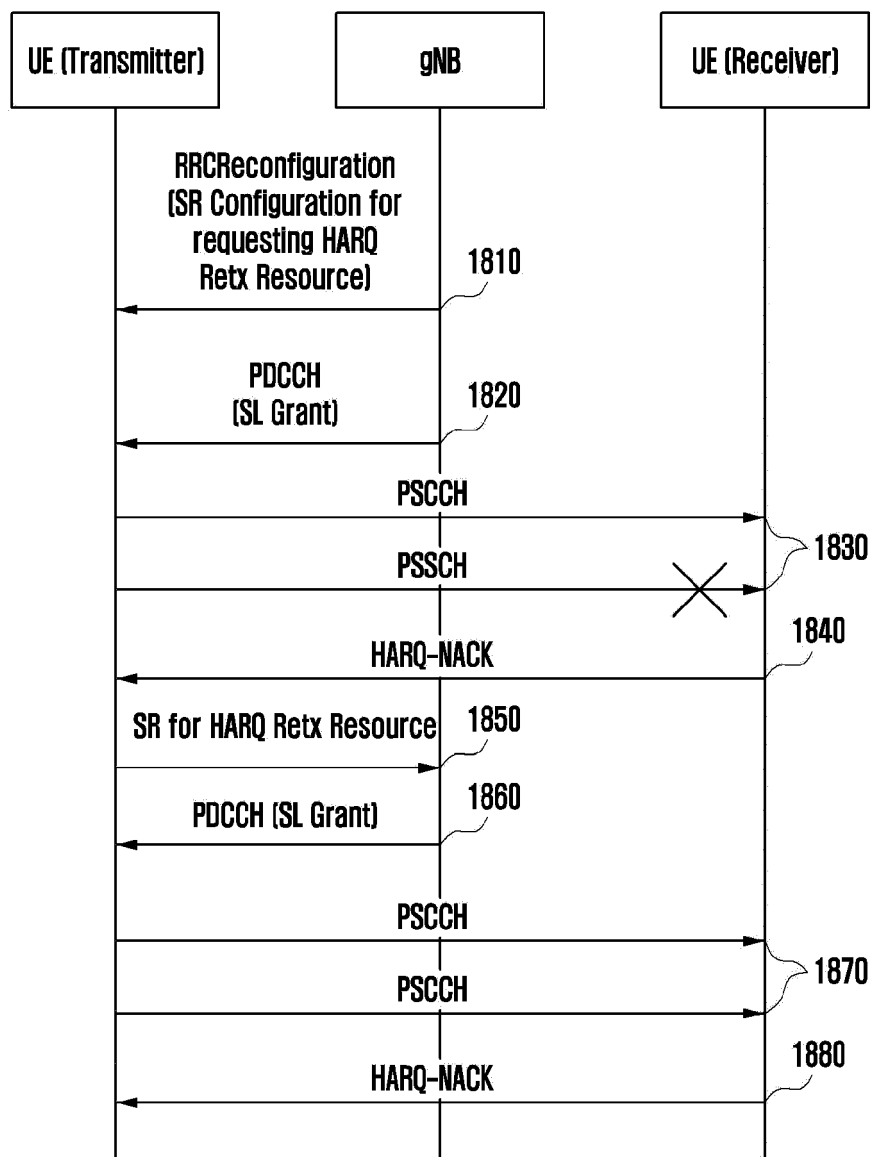 UE (Transmitter)
gNB
UE (Receiver)
RRCReconfiguration
(SR Configuration for
requesting HARQ
Retx Resource)
1810
PDCCH
(SL Grant)
1820
PSCCH
1830
PSSCH
1840
HARQ-NACK
SR for HARQ Retx Resource
1850
PDCCH (SL Grant)
1860
PSCCH
1870
PSCCH
1880
HARQ-NACK